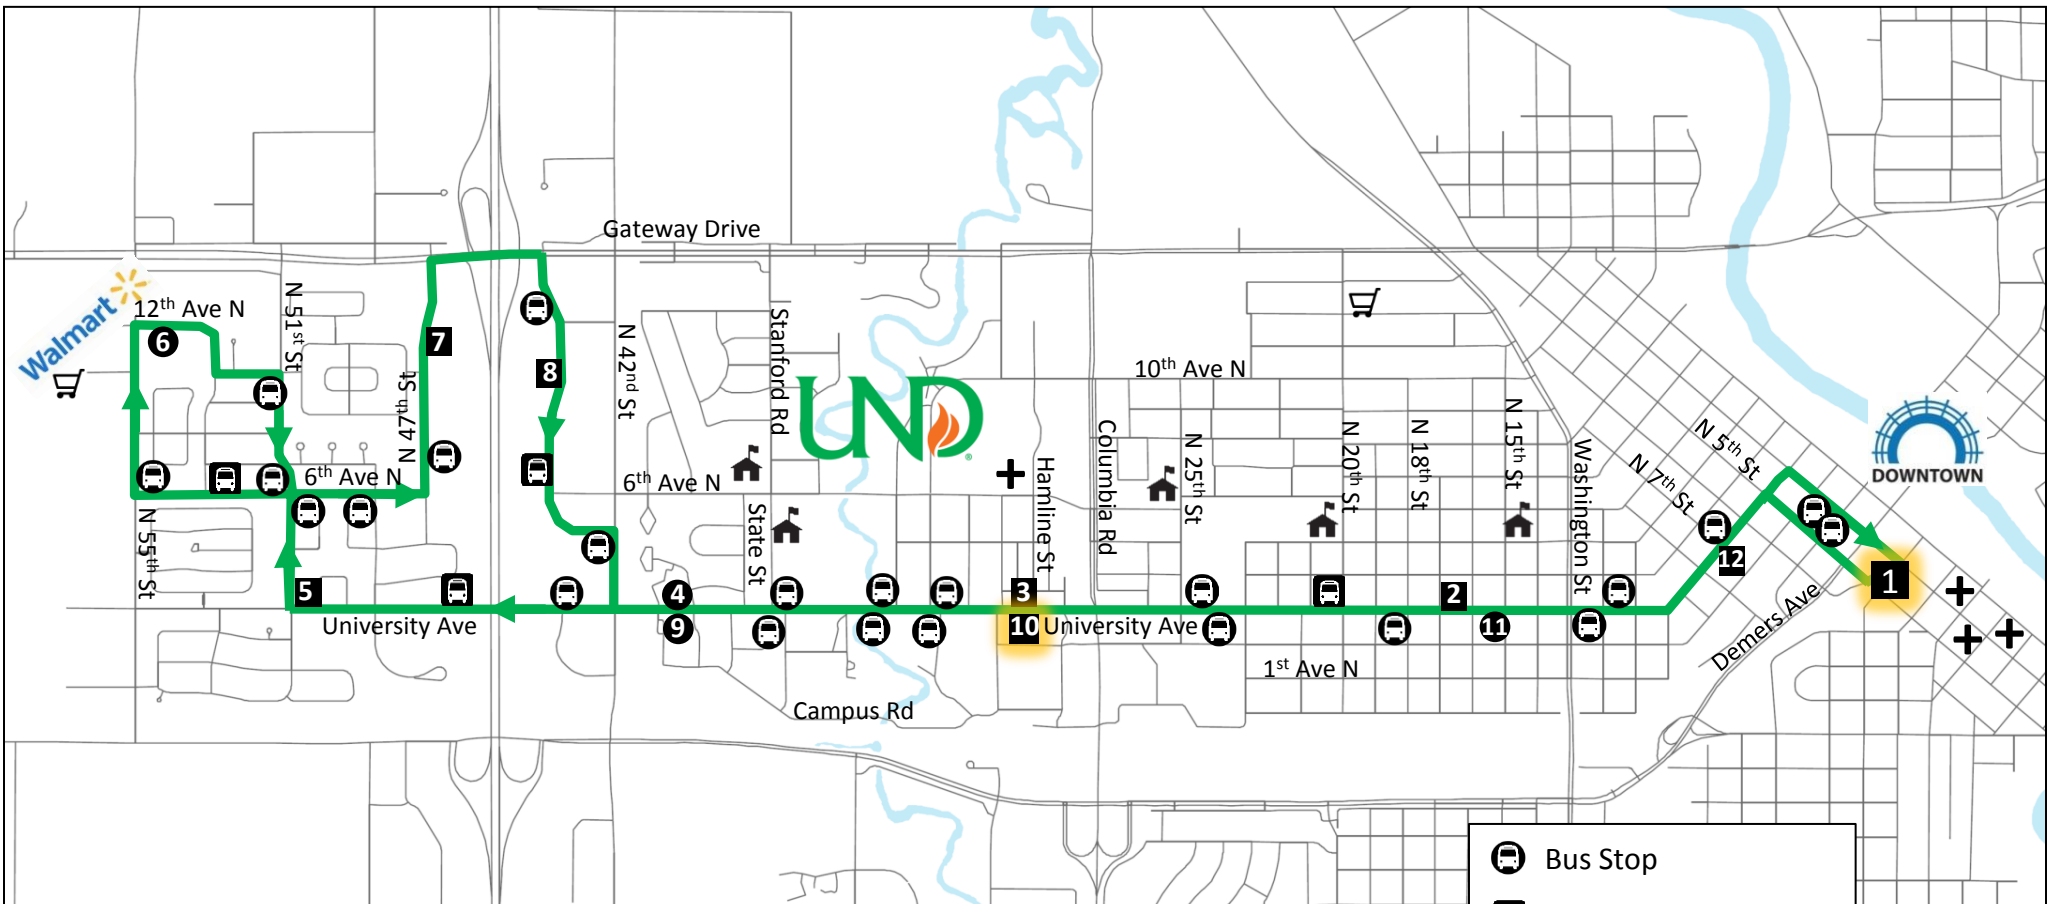 Gateway Drive
Walmart
12th Ave N
6
N 51st St
7
8
N 47th St
N 42nd St
Stanford Rd
UND
10th Ave N
6th Ave N
6th Ave N
N 55th St
State St
Hamline St
Columbia Rd
N 25th St
N 20th St
N 18th St
N 15th St
Washington St
N 7th St
N 5th St
DOWNTOWN
12
1
5
4
3
2
University Ave
9
10
University Ave
11
Demers Ave
1st Ave N
Campus Rd
Bus Stop